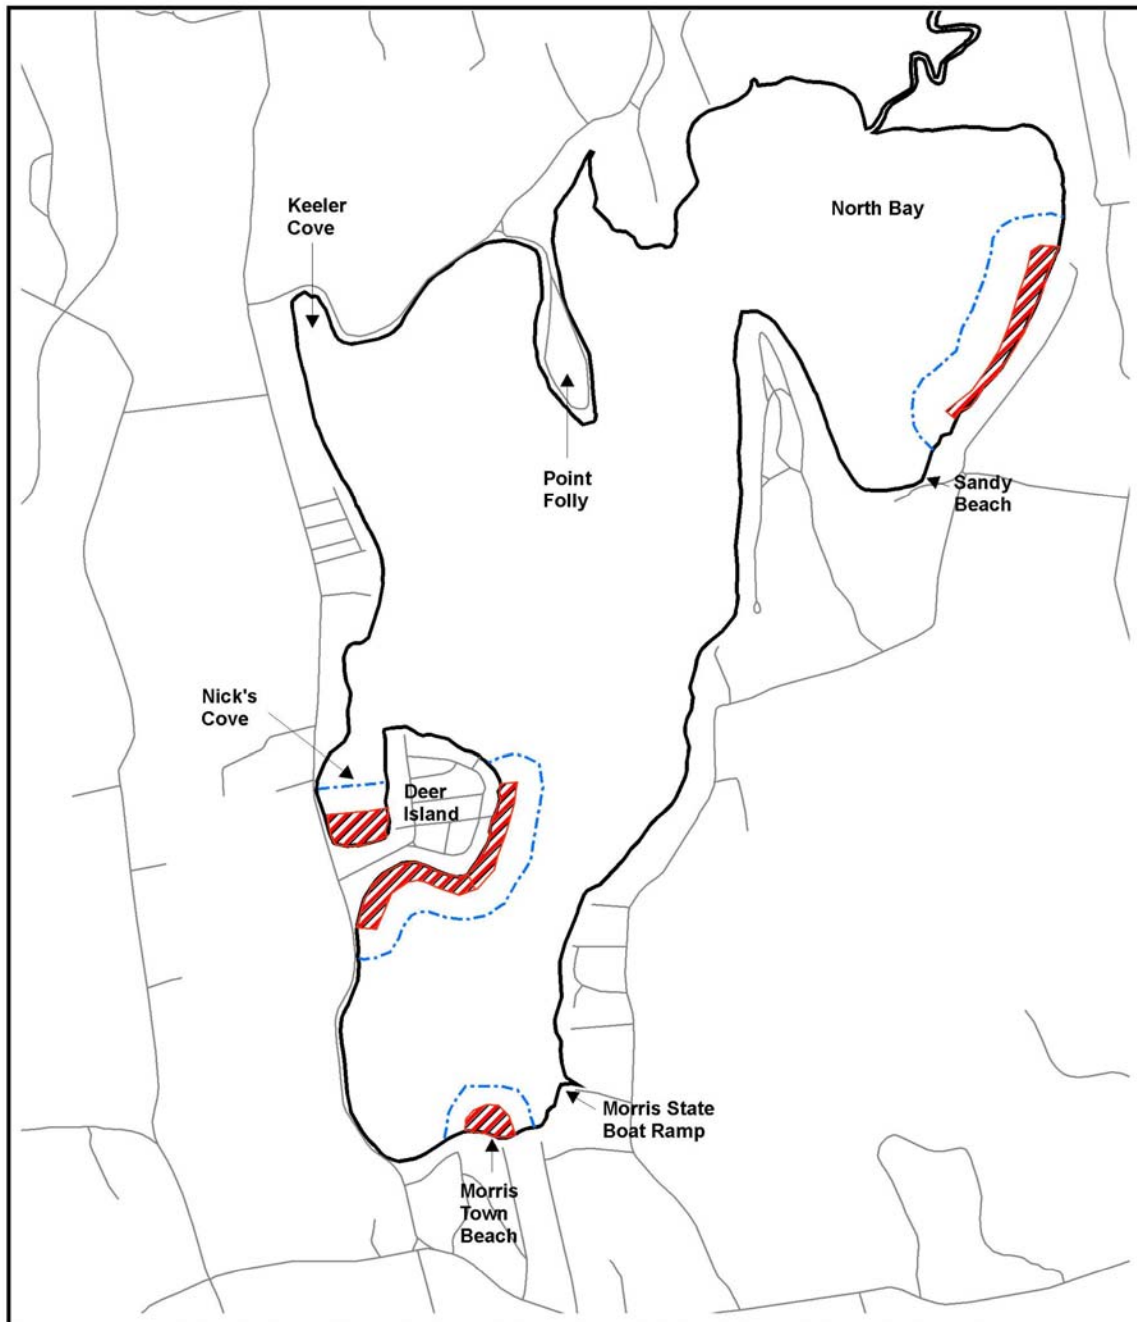 North Bay
Keeler
Cove
Point
Folly
Sandy
Beach
Nick's
Cove
Deer
Island
Morris State
Boat Ramp
Morris
Town
Beach